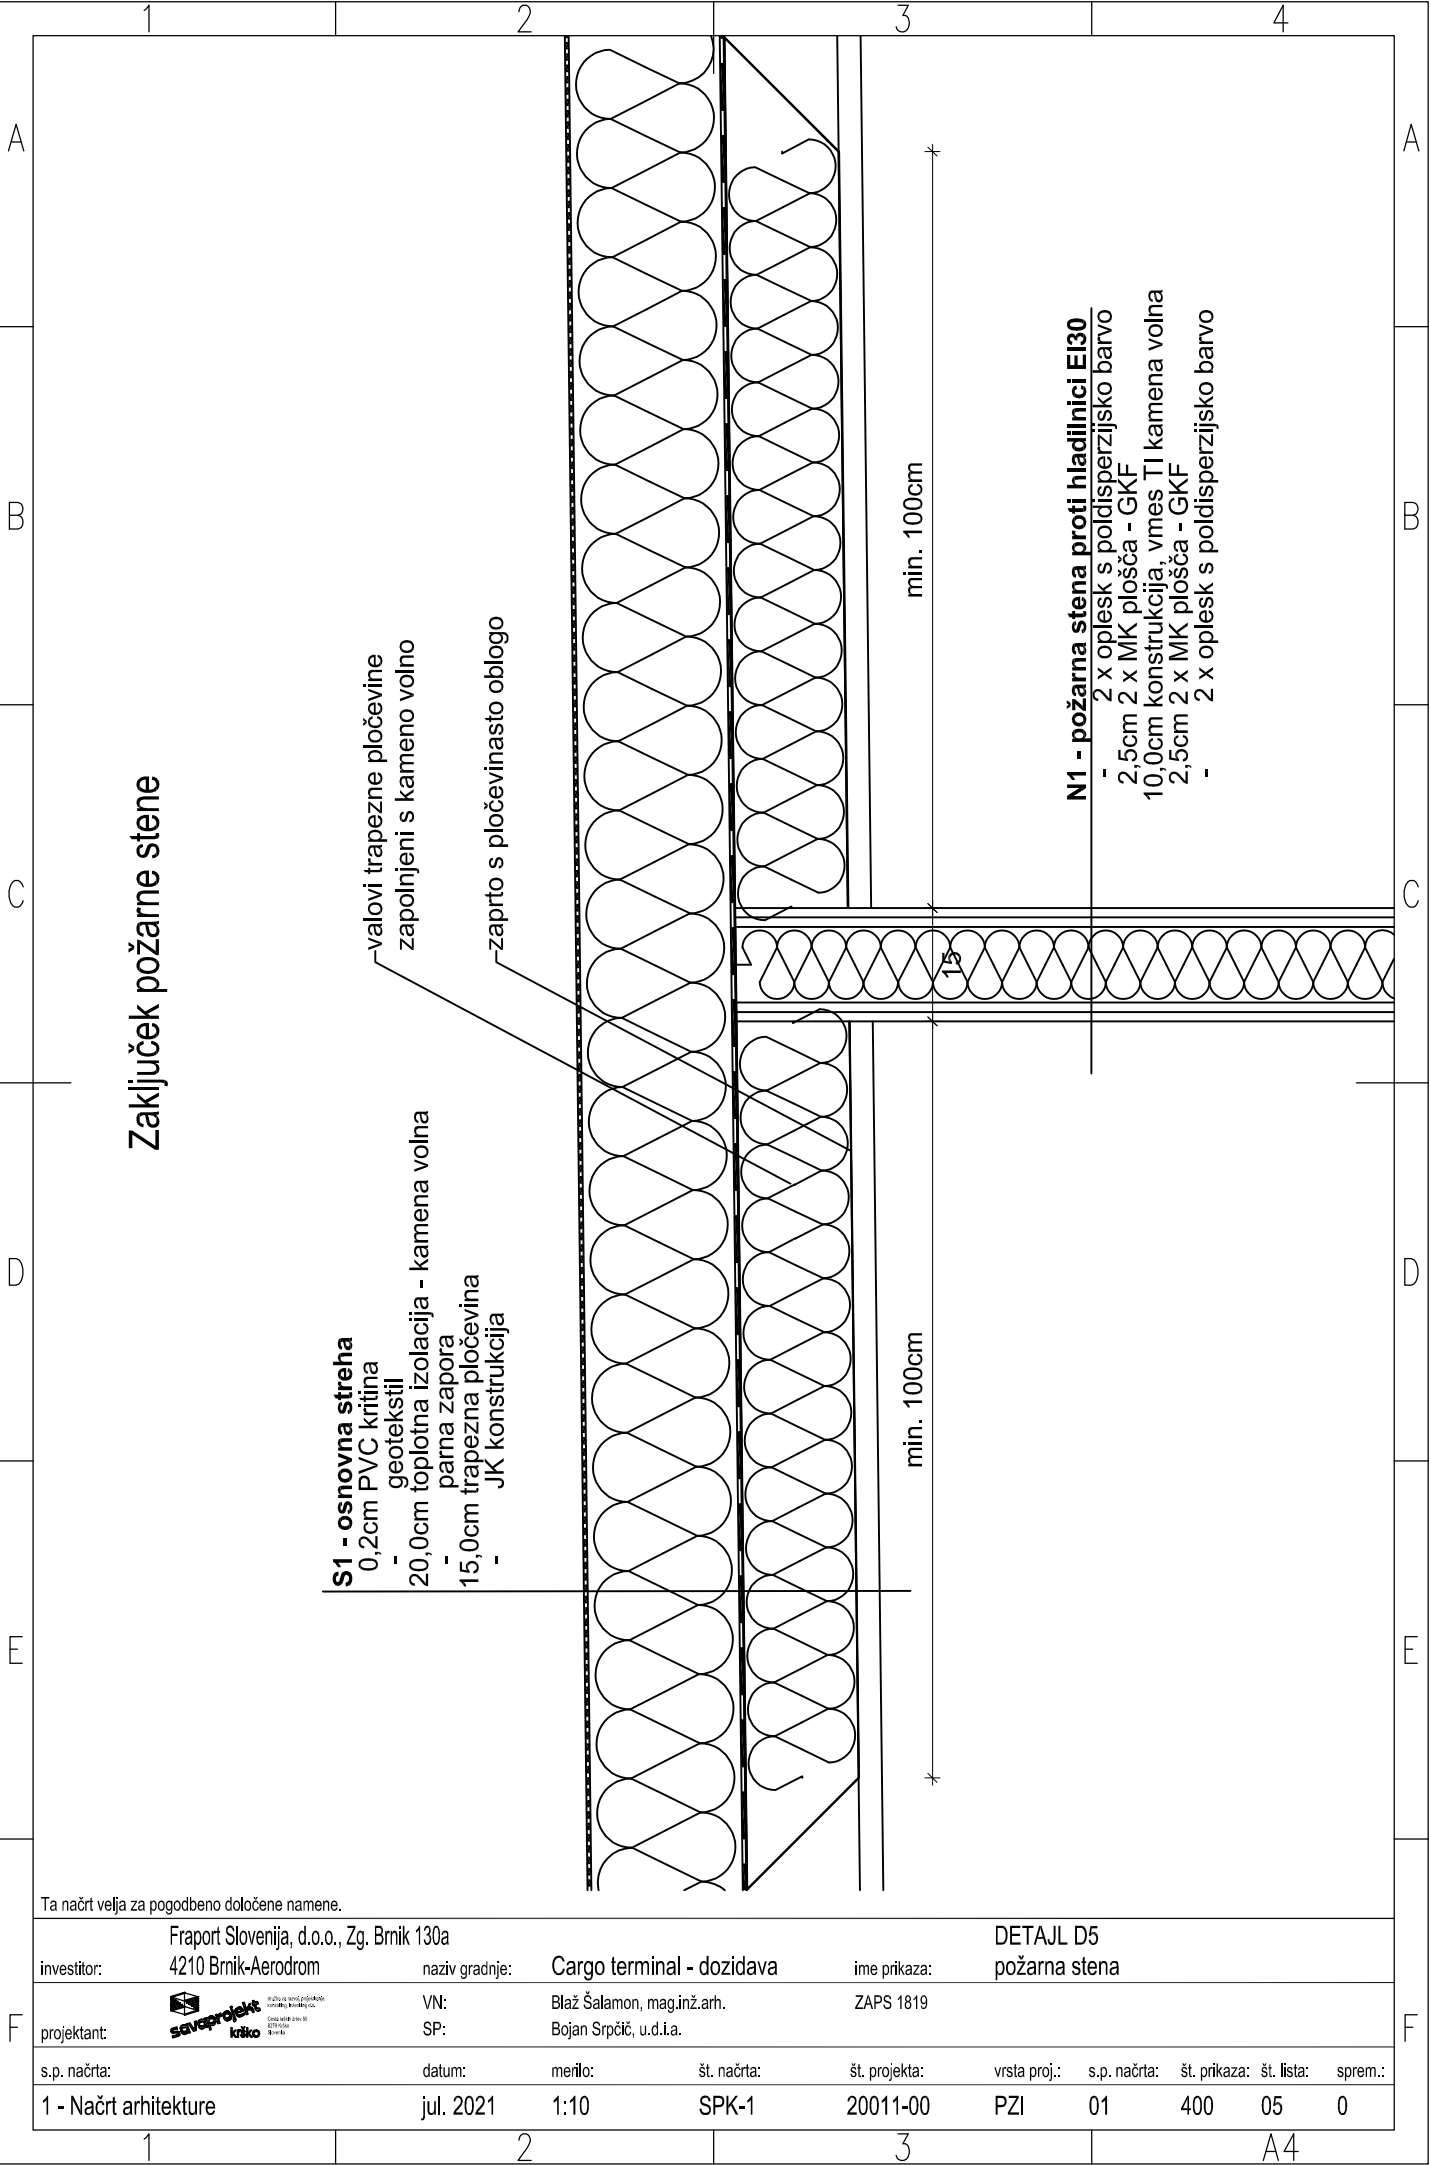 1
2
3
4
A
A
B
B
C
C
D
D
E
E
F
F
Zaključek požarne stene
valovi trapezne pločevine
zapolnjeni s kameno volno
zaprto s pločevinasto oblogo
S1 - osnovna streha
0,2cm PVC kritina
- geotekstil
20,0cm toplotna izolacija - kamena volna
- parna zapora
15,0cm trapezna pločevina
- JK konstrukcija
min. 100cm
15
min. 100cm
N1 - požarna stena proti hladilnici EI30
- 2 x oplesk s poldisperzijsko barvo
2,5cm 2 x MK plošča - GKF
10,0cm konstrukcija, vmes TI kamena volna
2,5cm 2 x MK plošča - GKF
- 2 x oplesk s poldisperzijsko barvo
Ta načrt velja za pogodbeno določene namene.
investitor: Fraport Slovenija, d.o.o., Zg. Brnik 130a
4210 Brnik-Aerodrom
naziv gradnje: Cargo terminal - dozidava
ime prikaza: DETAJL D5
požarna stena
projektant: savaprojekt
krško
VN: Blaž Šalamon, mag.inž.arh. ZAPS 1819
SP: Bojan Srpčič, u.d.i.a.
s.p. načrta: datum: merilo: št. načrta: št. projekta: vrsta proj.: s.p. načrta: št. prikaza: št. lista: sprem.:
1 - Načrt arhitekture jul. 2021 1:10 SPK-1 20011-00 PZI 01 400 05 0
1
2
3
A4